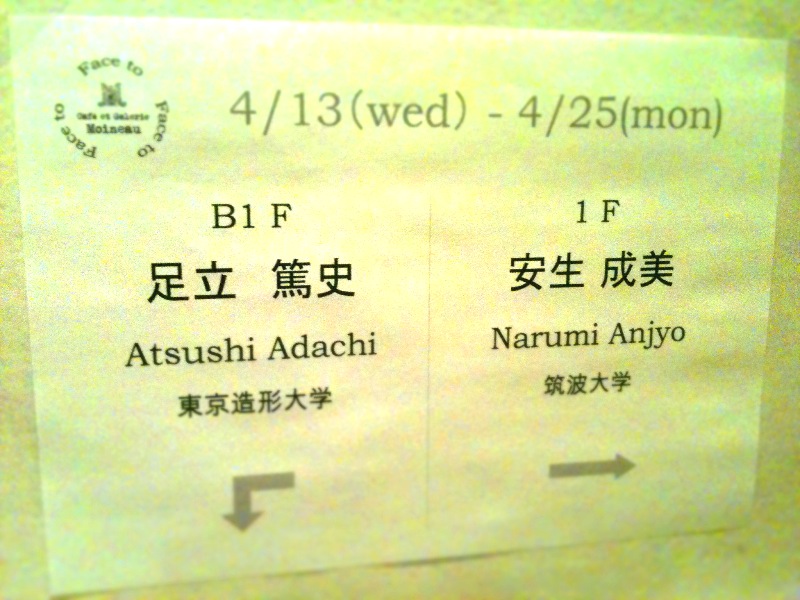 Face to Face to Face to
Cafe et Galerie
Moineau
4/13(wed) - 4/25(mon)
B1 F
足立 篤史
Atsushi Adachi
東京造形大学
1 F
安生 成美
Narumi Anjyo
筑波大学